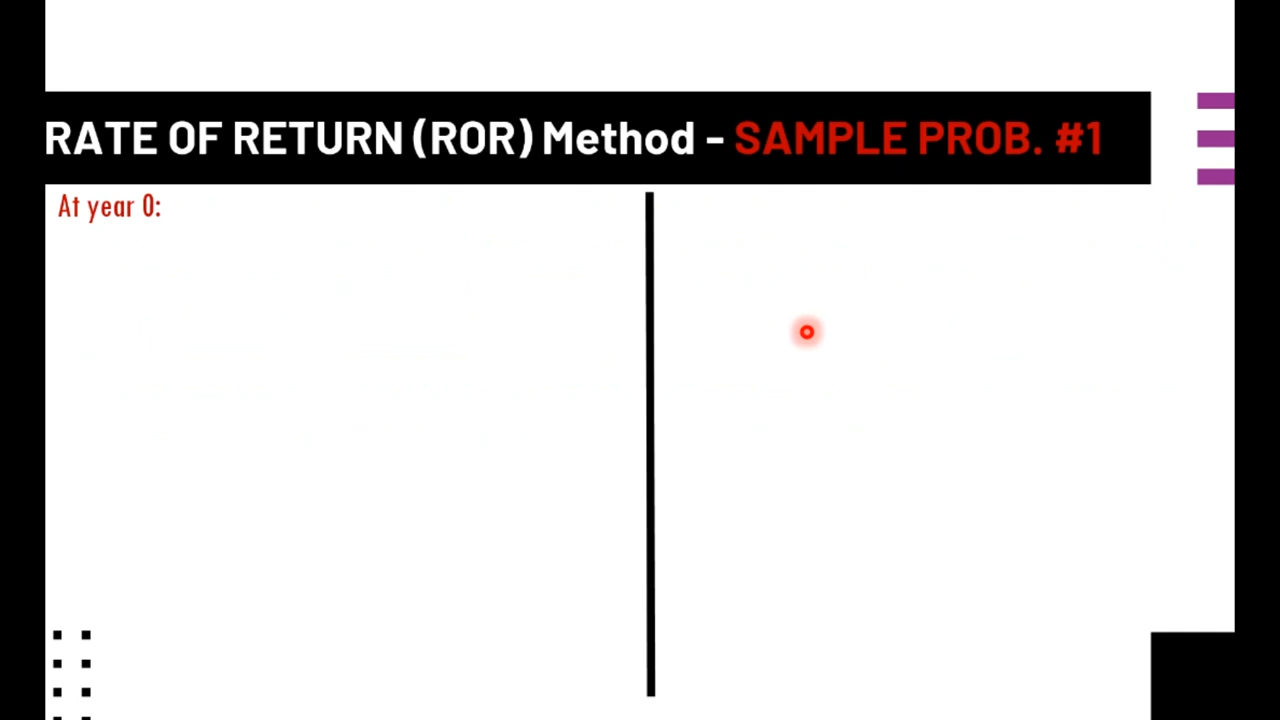 RATE OF RETURN (ROR) Method - SAMPLE PROB. #1
At year 0: